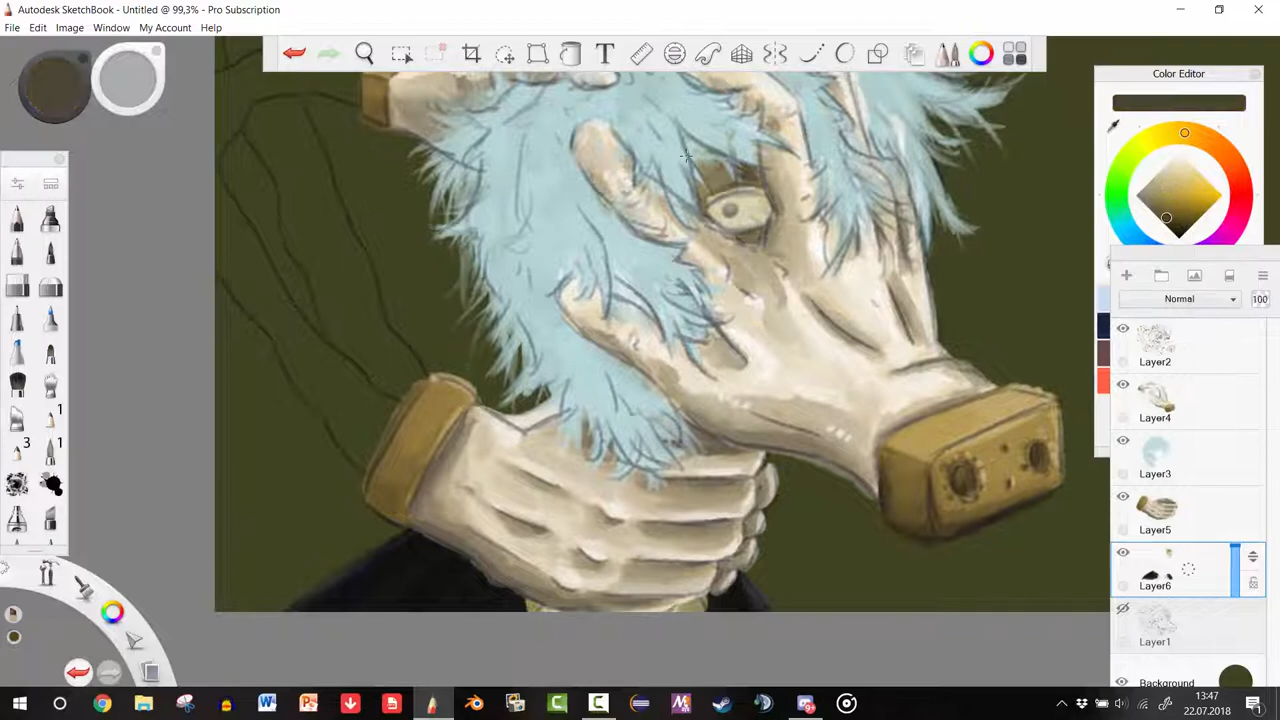 Autodesk SketchBook - Untitled @ 99,3% - Pro Subscription
File Edit Image Window My Account Help
T
Color Editor
Normal 100
Layer2
Layer4
1
Layer3
3 1
Layer5
Layer6
Layer1
Background
13:47
22.07.2018